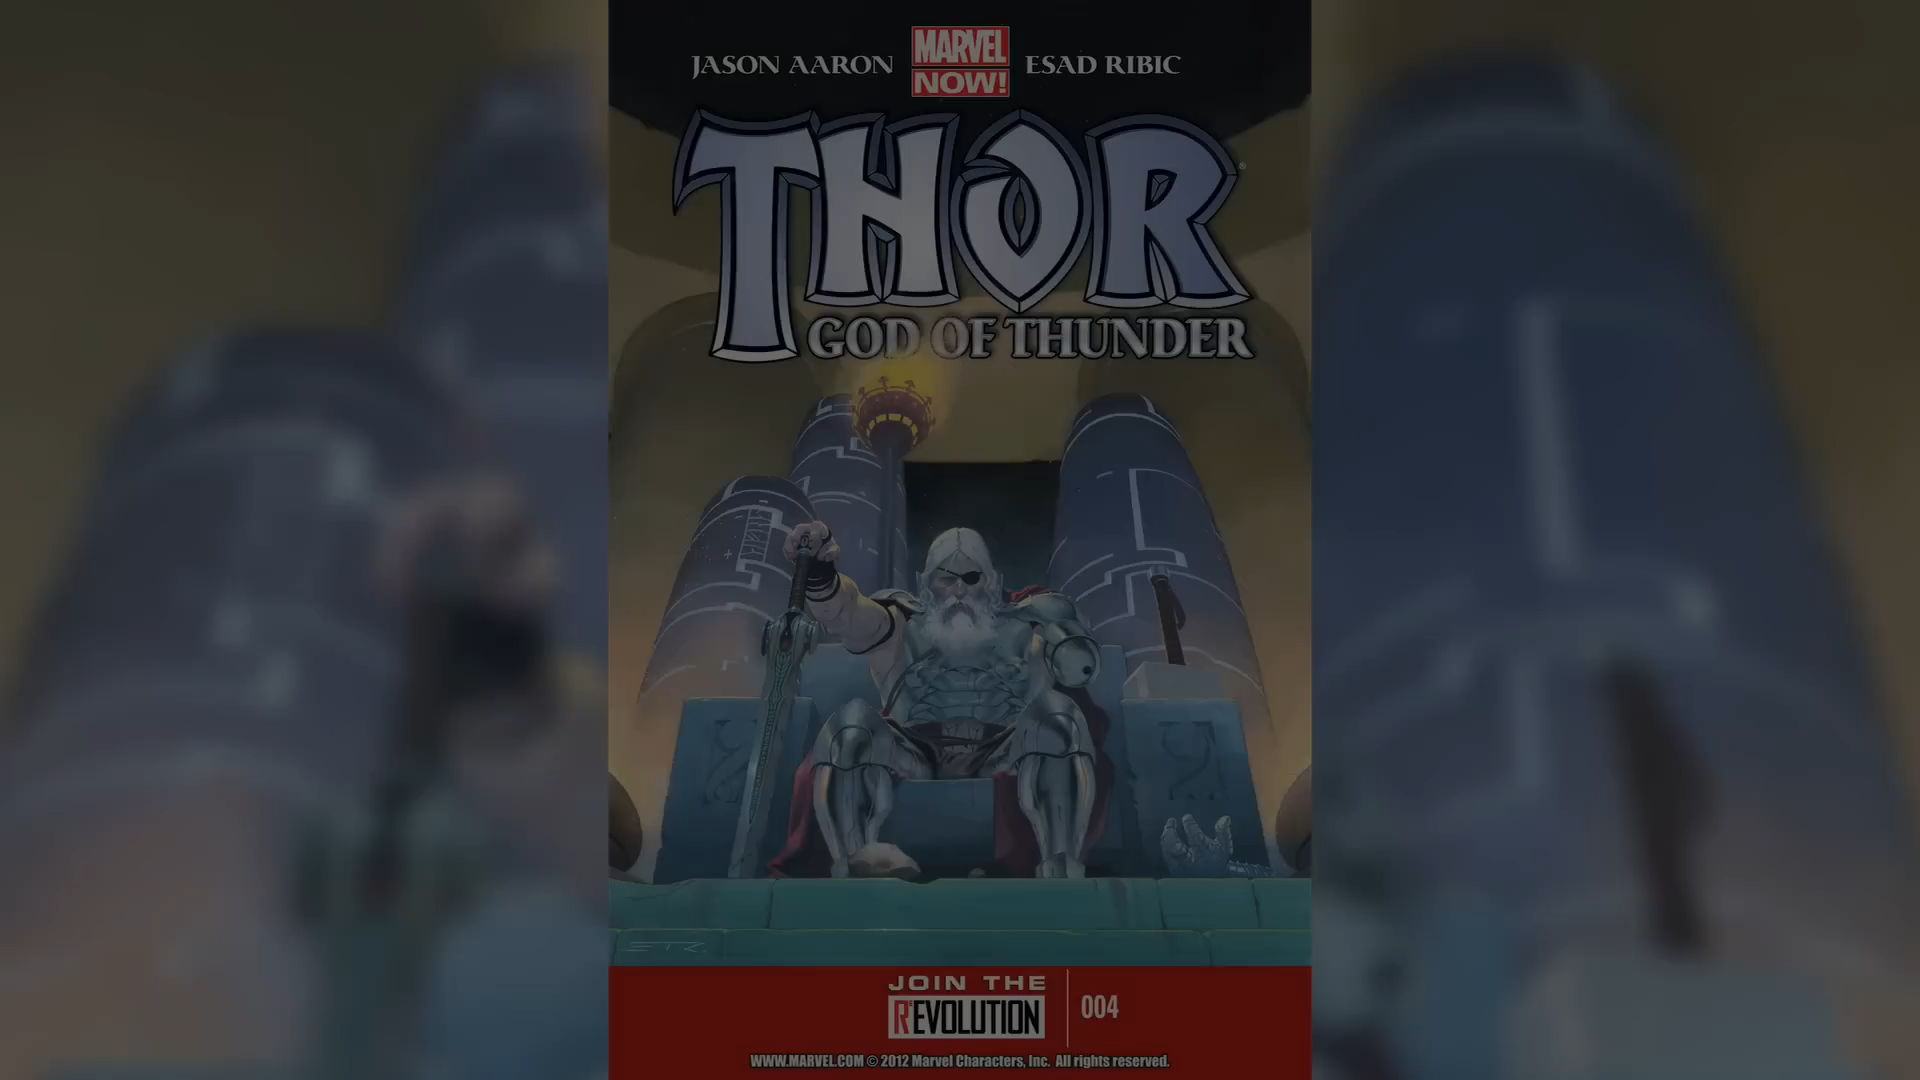 JASON AARON
MARVEL
NOW!
ESAD RIBIC
THOR
GOD OF THUNDER
ETR.
JOIN THE
REVOLUTION
004
WWW.MARVEL.COM © 2012 Marvel Characters, Inc. All rights reserved.